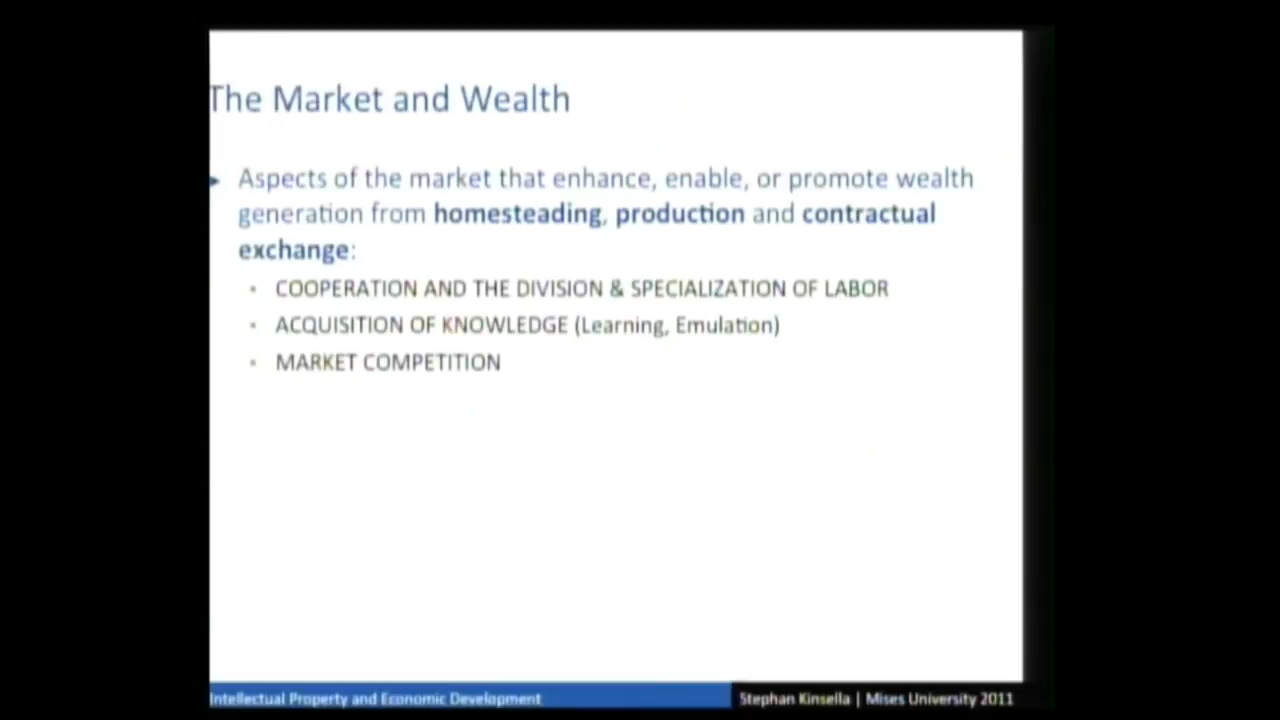 The Market and Wealth
Aspects of the market that enhance, enable, or promote wealth
generation from homesteading, production and contractual
exchange:
COOPERATION AND THE DIVISION & SPECIALIZATION OF LABOR
ACQUISITION OF KNOWLEDGE (Learning, Emulation)
MARKET COMPETITION
Intellectual Property and Economic Development
Stephan Kinsella | Mises University 2011